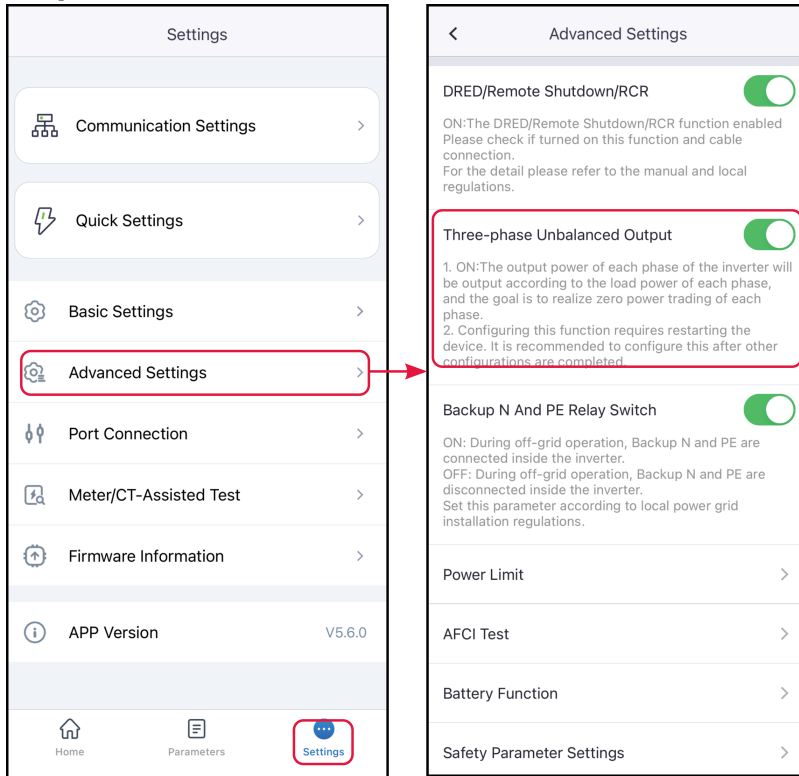 Settings
Communication Settings
Quick Settings
Basic Settings
Advanced Settings
Port Connection
Meter/CT-Assisted Test
Firmware Information
APP Version V5.6.0
Home Parameters Settings
Advanced Settings
DRED/Remote Shutdown/RCR
ON:The DRED/Remote Shutdown/RCR function enabled
Please check if turned on this function and cable
connection.
For the detail please refer to the manual and local
regulations.
Three-phase Unbalanced Output
1. ON:The output power of each phase of the inverter will
be output according to the load power of each phase,
and the goal is to realize zero power trading of each
phase.
2. Configuring this function requires restarting the
device. It is recommended to configure this after other
configurations are completed.
Backup N And PE Relay Switch
ON: During off-grid operation, Backup N and PE are
connected inside the inverter.
OFF: During off-grid operation, Backup N and PE are
disconnected inside the inverter.
Set this parameter according to local power grid
installation regulations.
Power Limit
AFCI Test
Battery Function
Safety Parameter Settings